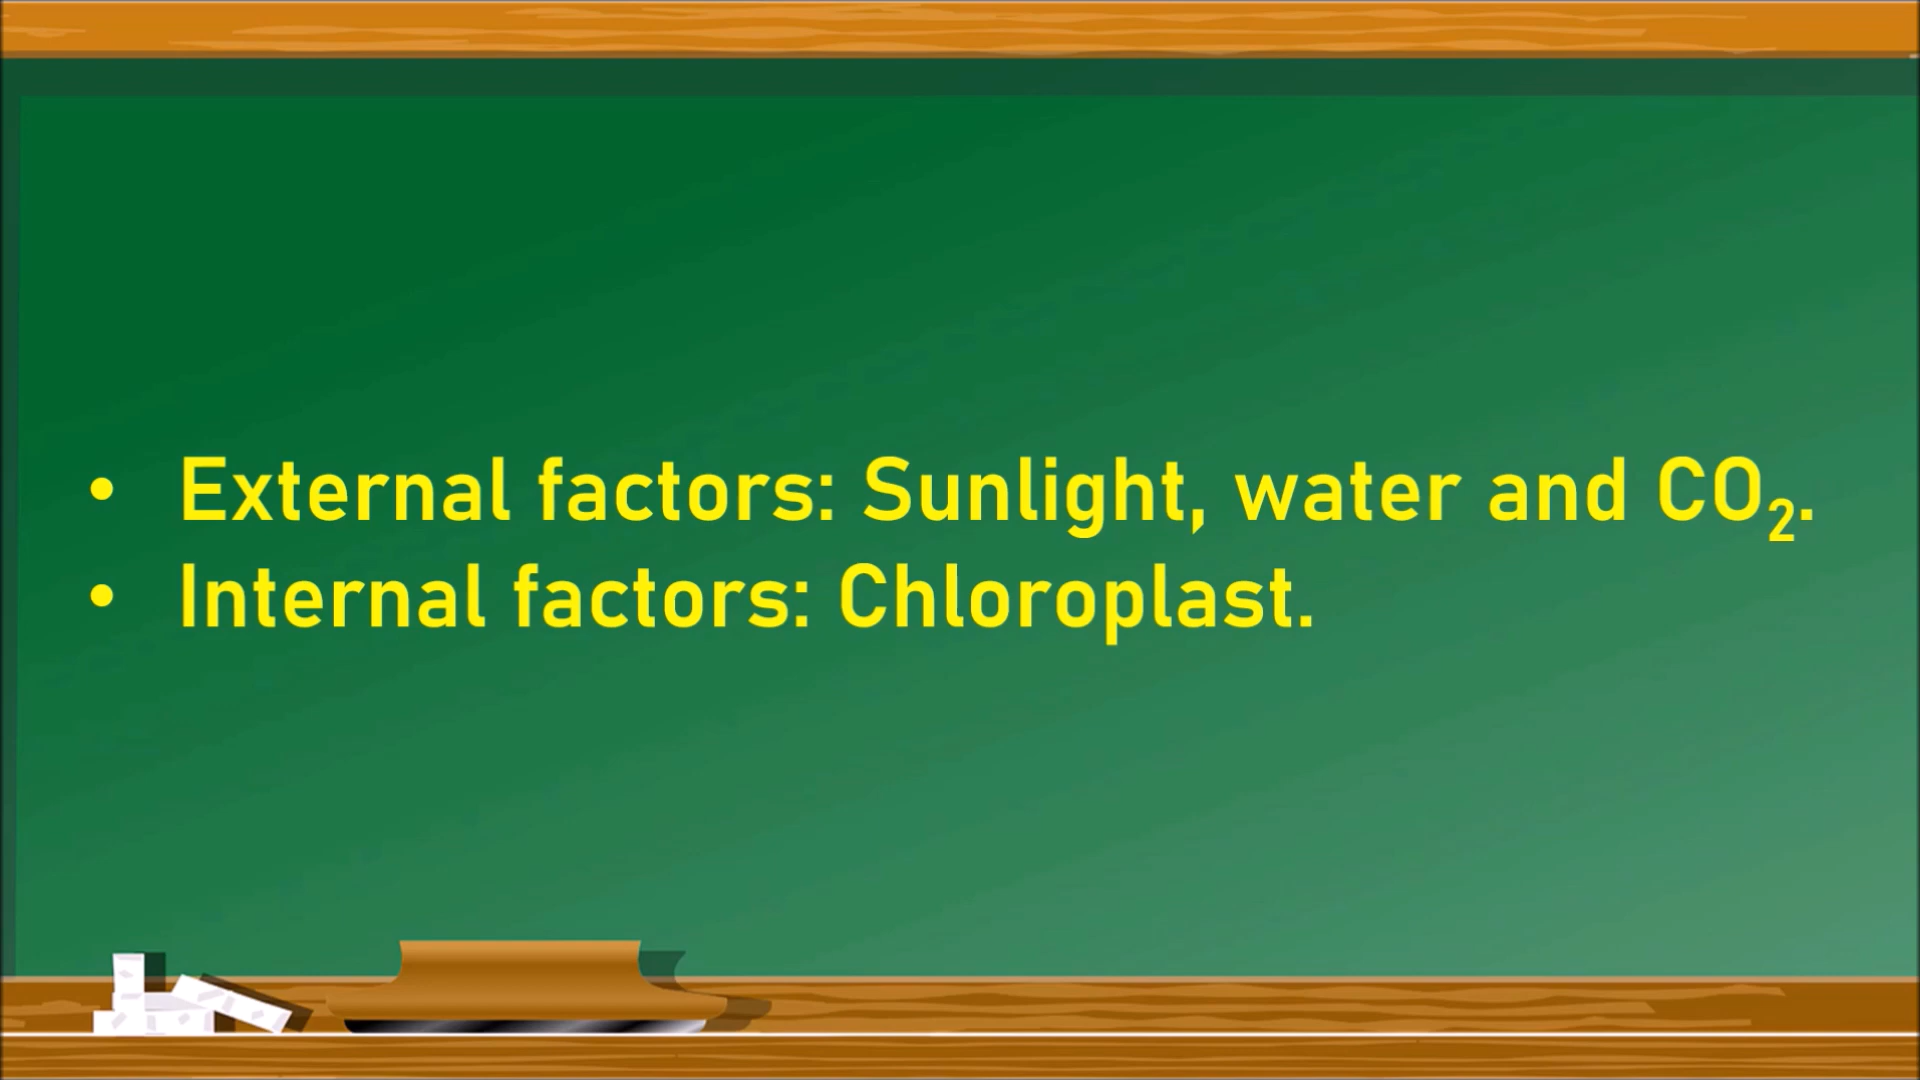 • External factors: Sunlight, water and CO₂.
• Internal factors: Chloroplast.